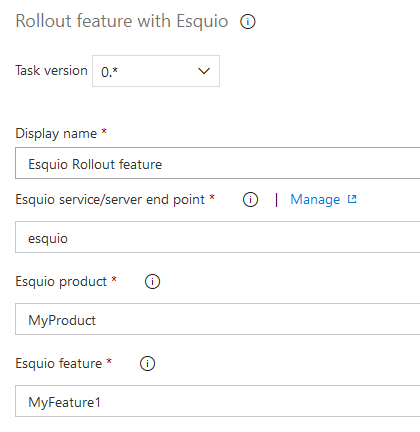 Rollout feature with Esquio
Task version 0.*
Display name *
Esquio Rollout feature
Esquio service/server end point * | Manage
esquio
Esquio product *
MyProduct
Esquio feature *
MyFeature1